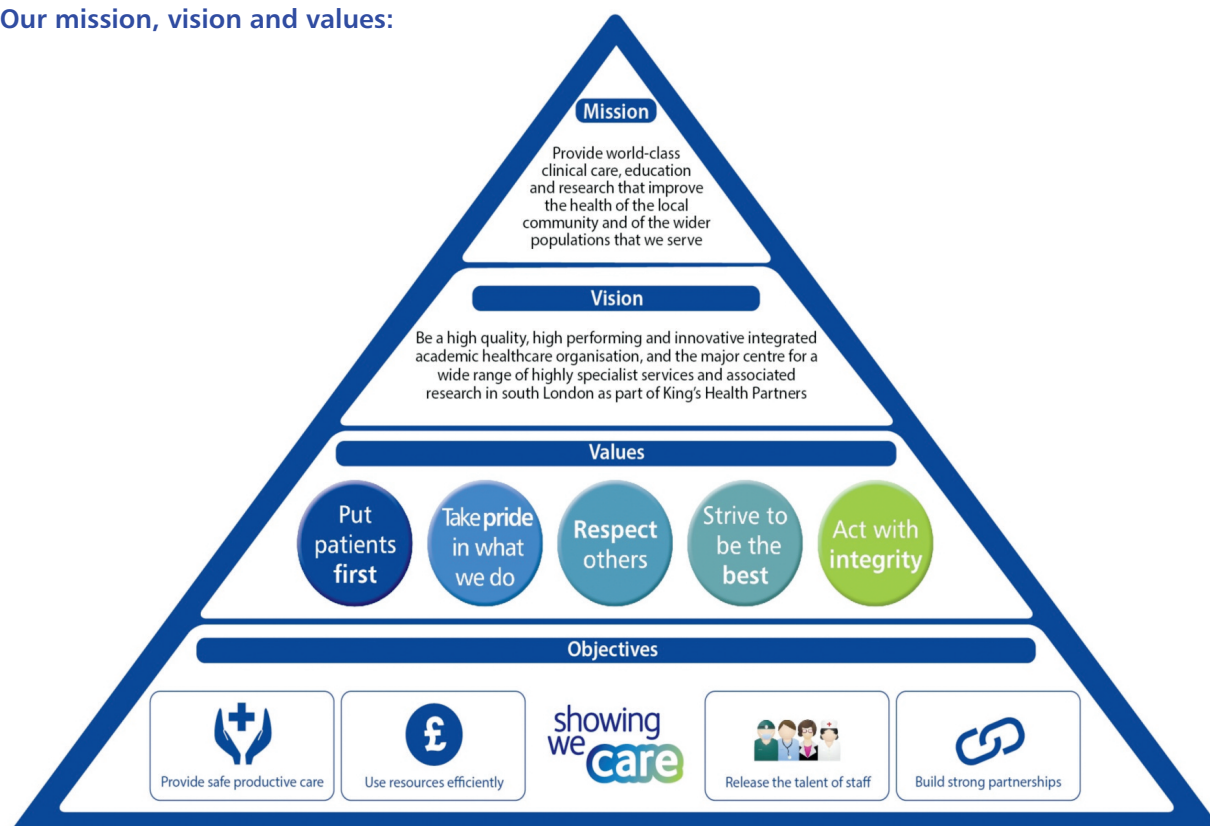 Our mission, vision and values:
Mission
Provide world-class
clinical care, education
and research that improve
the health of the local
community and of the wider
populations that we serve
Vision
Be a high quality, high performing and innovative integrated
academic healthcare organisation, and the major centre for a
wide range of highly specialist services and associated
research in south London as part of King's Health Partners
Values
Put
patients
first
Take pride
in what
we do
Respect
others
Strive to
be the
best
Act with
integrity
Objectives
Provide safe productive care
£
Use resources efficiently
showing
we care
Release the talent of staff
Build strong partnerships